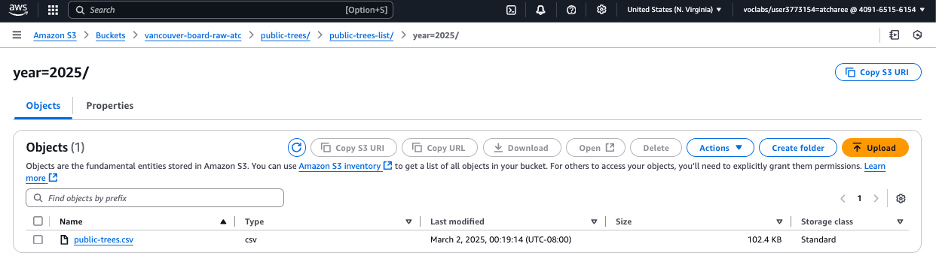 aws Search [Option+S] United States (N. Virginia) voclabs/user3773154=atcharee @ 4091-6515-6154
Amazon S3 > Buckets > vancouver-board-raw-atc > public-trees/ > public-trees-list/ > year=2025/
year=2025/ Copy S3 URI
Objects Properties
Objects (1) Copy S3 URI Copy URL Download Open Delete Actions Create folder Upload
Objects are the fundamental entities stored in Amazon S3. You can use Amazon S3 inventory to get a list of all objects in your bucket. For others to access your objects, you'll need to explicitly grant them permissions. Learn
more
Find objects by prefix 1
Name Type Last modified Size Storage class
public-trees.csv csv March 2, 2025, 00:19:14 (UTC-08:00) 102.4 KB Standard